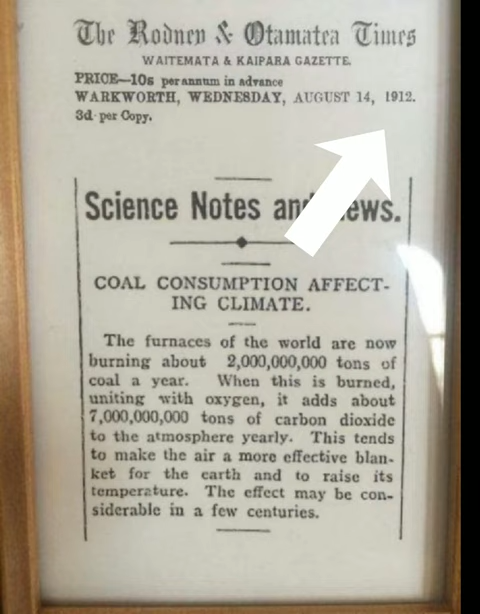 The Rodney & Otamatea Times
WAITEMATA & KAIPARA GAZETTE.
PRICE—10s per annum in advance
WARKWORTH, WEDNESDAY, AUGUST 14, 1912.
3d per Copy.
Science Notes and News.
COAL CONSUMPTION AFFECT-
ING CLIMATE.
The furnaces of the world are now
burning about 2,000,000,000 tons of
coal a year. When this is burned,
uniting with oxygen, it adds about
7,000,000,000 tons of carbon dioxide
to the atmosphere yearly. This tends
to make the air a more effective blan-
ket for the earth and to raise its
temperature. The effect may be con-
siderable in a few centuries.